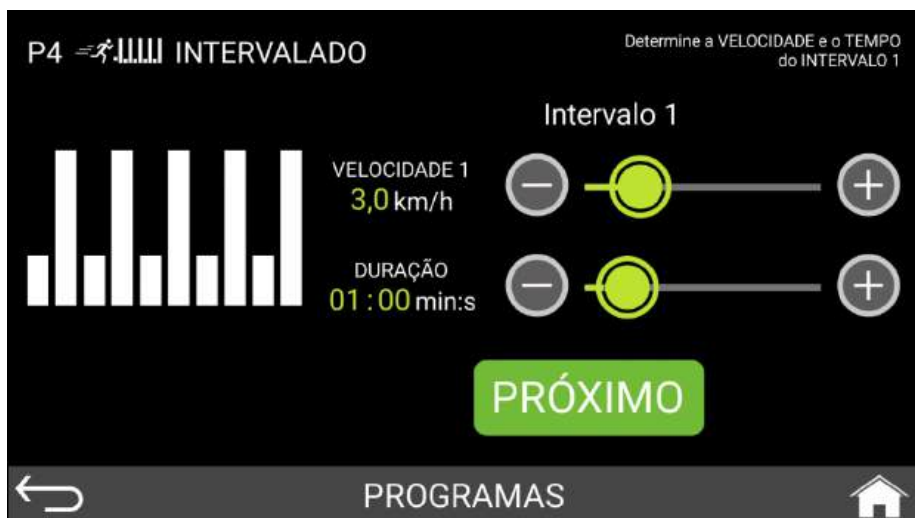 P4 INTERVALADO
Determine a VELOCIDADE e o TEMPO
do INTERVALO 1
Intervalo 1
VELOCIDADE 1
3,0 km/h
DURAÇÃO
01:00 min:s
PRÓXIMO
PROGRAMAS